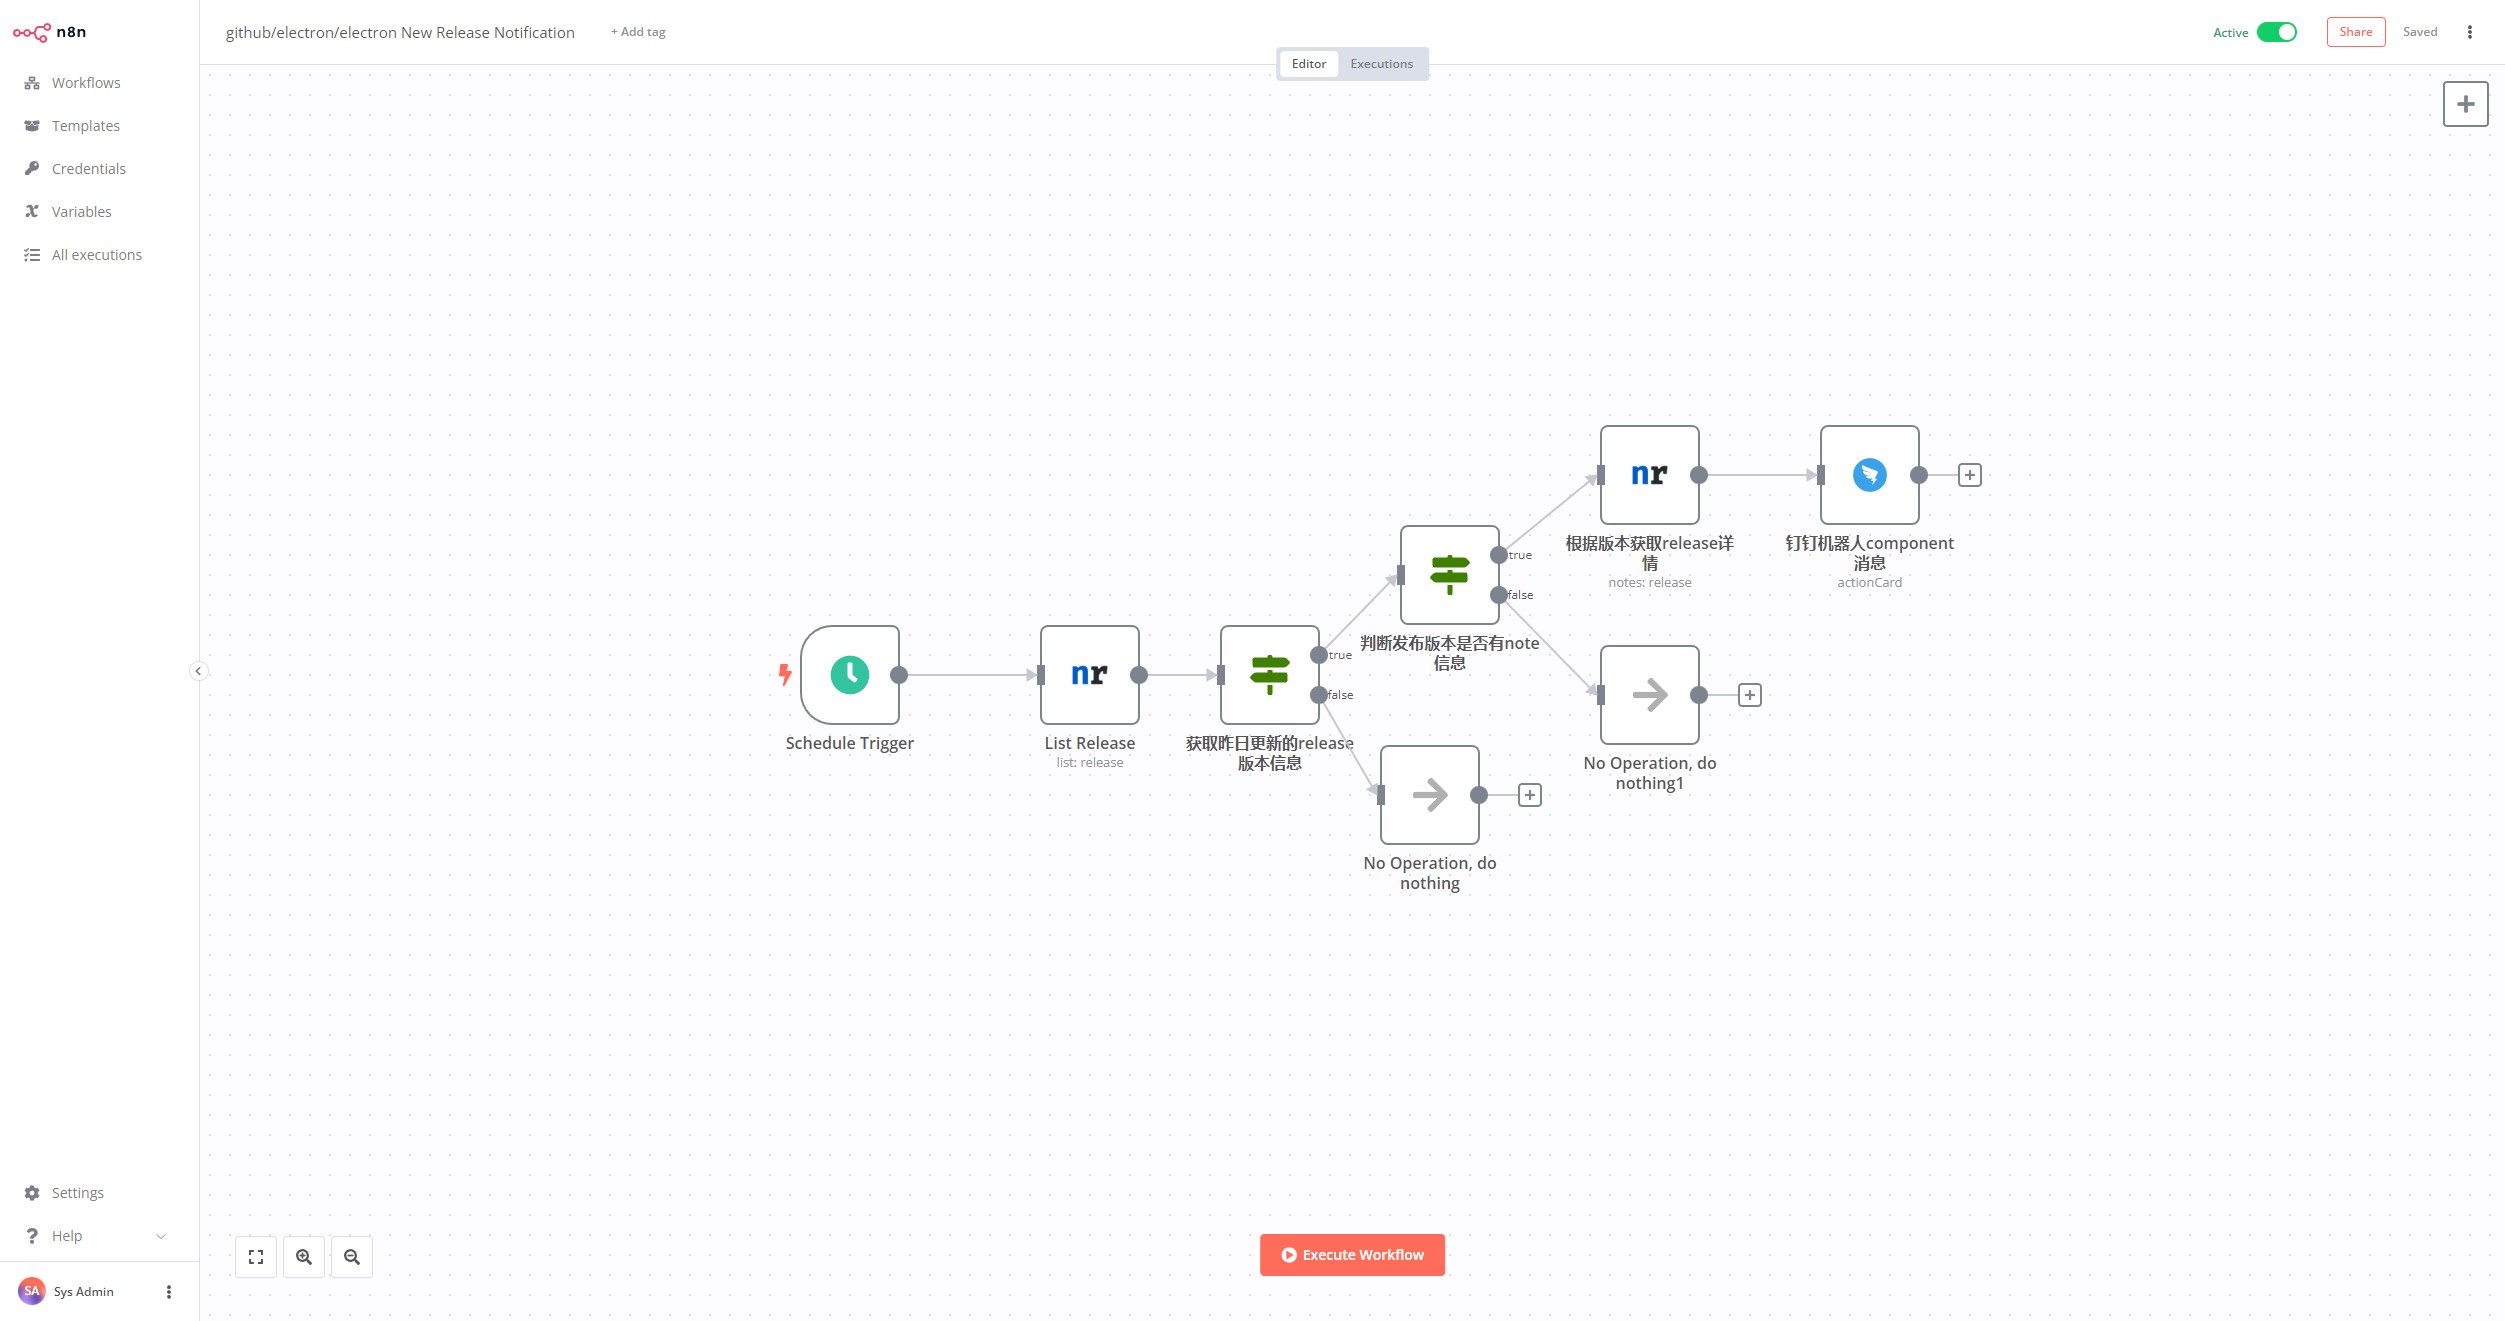 n8n
github/electron/electron New Release Notification
+ Add tag
Active
Share
Saved
Editor
Executions
Workflows
Templates
Credentials
Variables
All executions
nr
根据版本获取release详
情
notes: release
钉钉机器人component
消息
actionCard
true
false
判断发布版本是否有note
信息
Schedule Trigger
nr
List Release
list: release
true
false
获取昨日更新的release
版本信息
No Operation, do
nothing1
No Operation, do
nothing
Settings
? Help
Execute Workflow
SA
Sys Admin